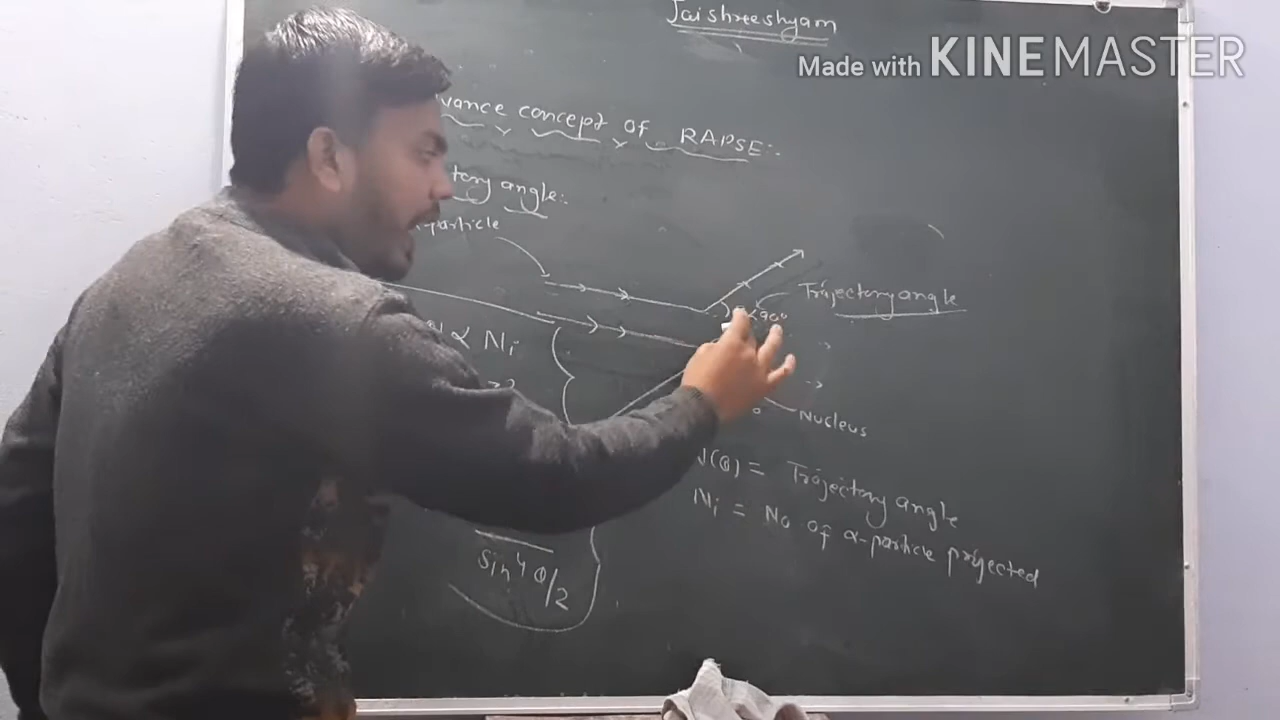 Jaishreeshyam
Made with KINEMASTER
vance concept of RAPSE:-
tory angle:-
-particle
Trajectory angle
<90°
α Ni
Nucleus
(θ) = Trajectory angle
Ni = No of α-particle projected
Sin⁴θ/2